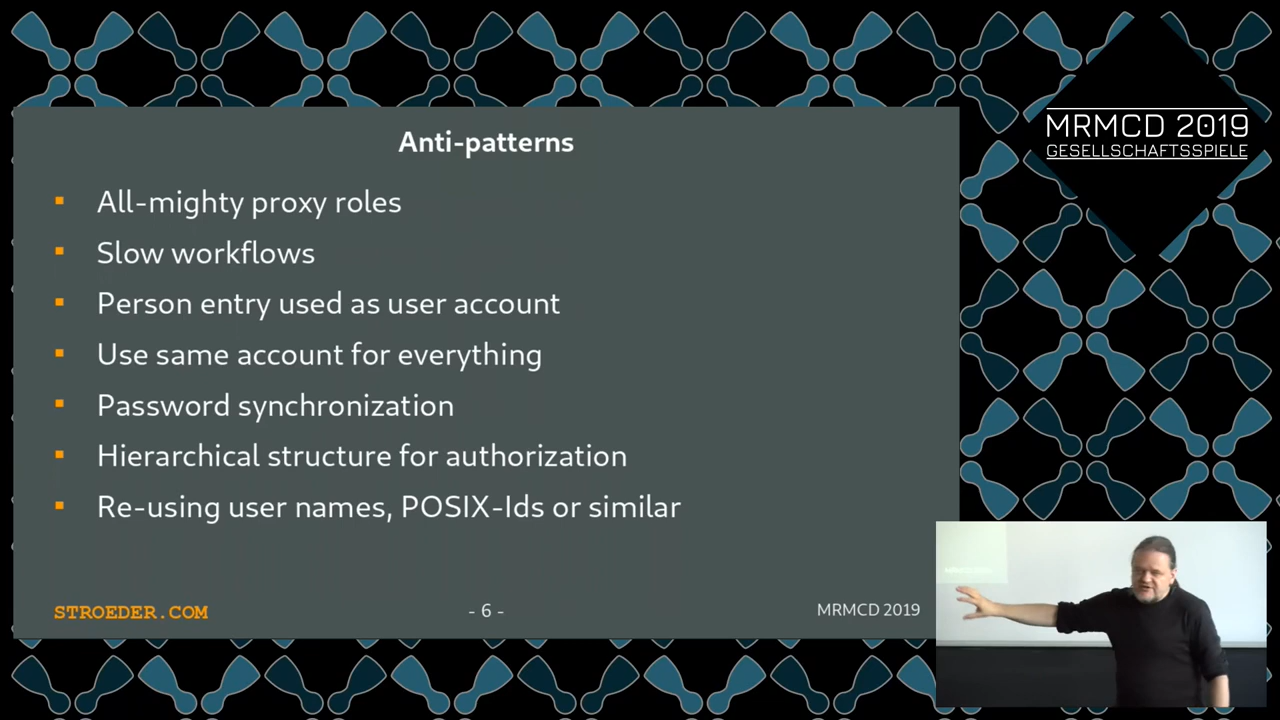 MRMCD 2019
GESELLSCHAFTSSPIELE
Anti-patterns
All-mighty proxy roles
Slow workflows
Person entry used as user account
Use same account for everything
Password synchronization
Hierarchical structure for authorization
Re-using user names, POSIX-Ids or similar
STROEDER.COM
- 6 -
MRMCD 2019